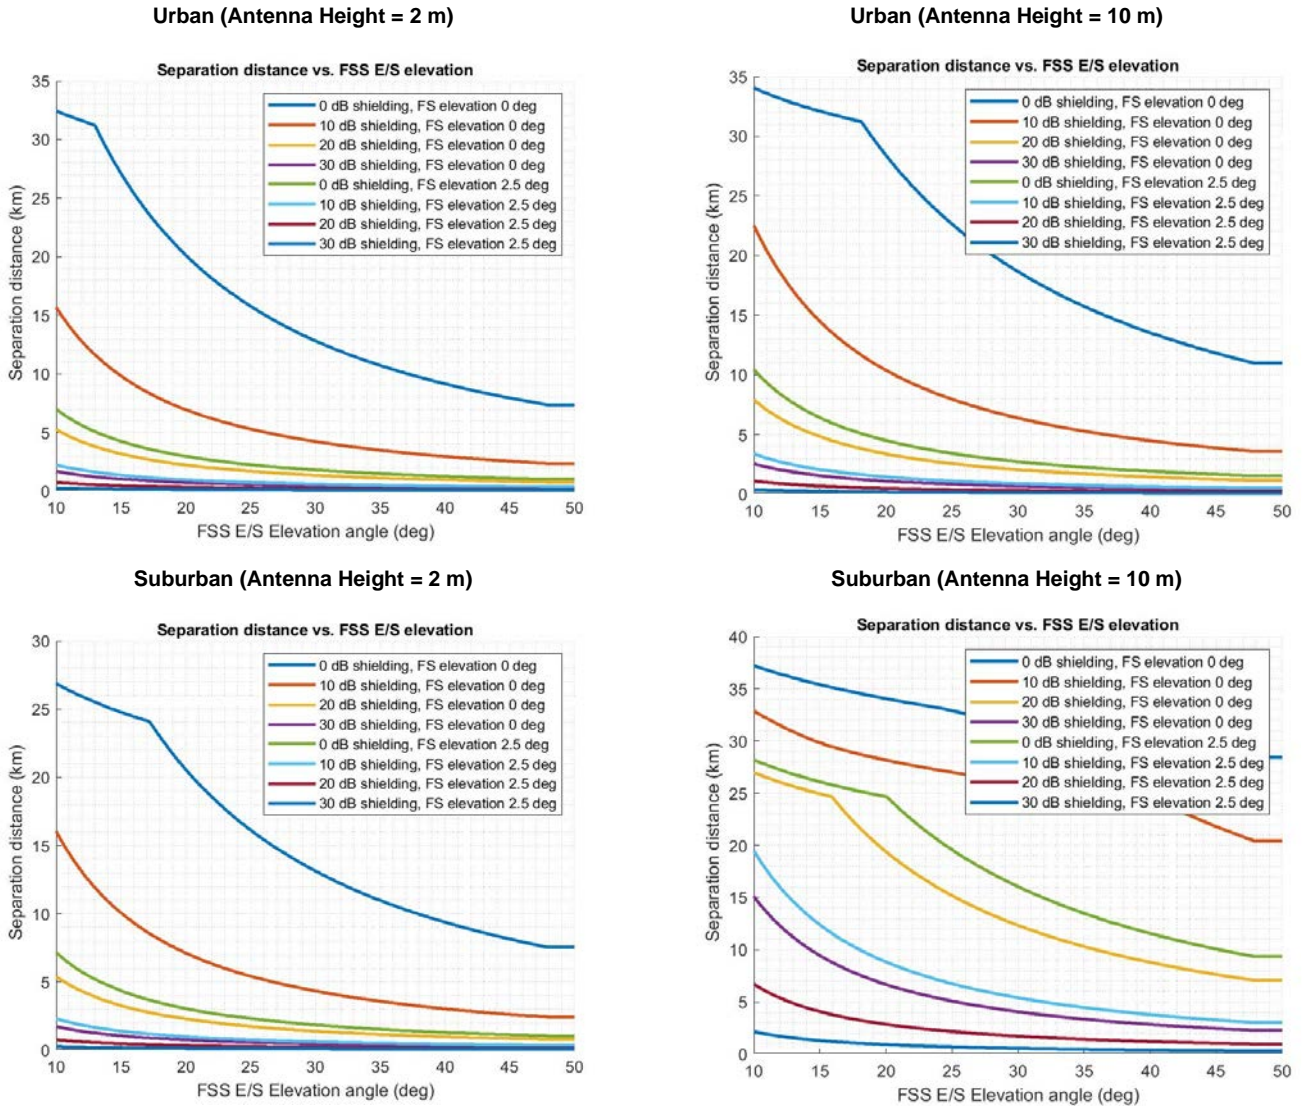 Urban (Antenna Height = 2 m)
Separation distance vs. FSS E/S elevation
35
30
25
20
15
10
5
0
Separation distance (km)
0 dB shielding, FS elevation 0 deg
10 dB shielding, FS elevation 0 deg
20 dB shielding, FS elevation 0 deg
30 dB shielding, FS elevation 0 deg
0 dB shielding, FS elevation 2.5 deg
10 dB shielding, FS elevation 2.5 deg
20 dB shielding, FS elevation 2.5 deg
30 dB shielding, FS elevation 2.5 deg
10 15 20 25 30 35 40 45 50
FSS E/S Elevation angle (deg)
Urban (Antenna Height = 10 m)
Separation distance vs. FSS E/S elevation
35
30
25
20
15
10
5
0
Separation distance (km)
0 dB shielding, FS elevation 0 deg
10 dB shielding, FS elevation 0 deg
20 dB shielding, FS elevation 0 deg
30 dB shielding, FS elevation 0 deg
0 dB shielding, FS elevation 2.5 deg
10 dB shielding, FS elevation 2.5 deg
20 dB shielding, FS elevation 2.5 deg
30 dB shielding, FS elevation 2.5 deg
10 15 20 25 30 35 40 45 50
FSS E/S Elevation angle (deg)
Suburban (Antenna Height = 2 m)
Separation distance vs. FSS E/S elevation
30
25
20
15
10
5
0
Separation distance (km)
0 dB shielding, FS elevation 0 deg
10 dB shielding, FS elevation 0 deg
20 dB shielding, FS elevation 0 deg
30 dB shielding, FS elevation 0 deg
0 dB shielding, FS elevation 2.5 deg
10 dB shielding, FS elevation 2.5 deg
20 dB shielding, FS elevation 2.5 deg
30 dB shielding, FS elevation 2.5 deg
10 15 20 25 30 35 40 45 50
FSS E/S Elevation angle (deg)
Suburban (Antenna Height = 10 m)
Separation distance vs. FSS E/S elevation
40
35
30
25
20
15
10
5
0
Separation distance (km)
0 dB shielding, FS elevation 0 deg
10 dB shielding, FS elevation 0 deg
20 dB shielding, FS elevation 0 deg
30 dB shielding, FS elevation 0 deg
0 dB shielding, FS elevation 2.5 deg
10 dB shielding, FS elevation 2.5 deg
20 dB shielding, FS elevation 2.5 deg
30 dB shielding, FS elevation 2.5 deg
10 15 20 25 30 35 40 45 50
FSS E/S Elevation angle (deg)